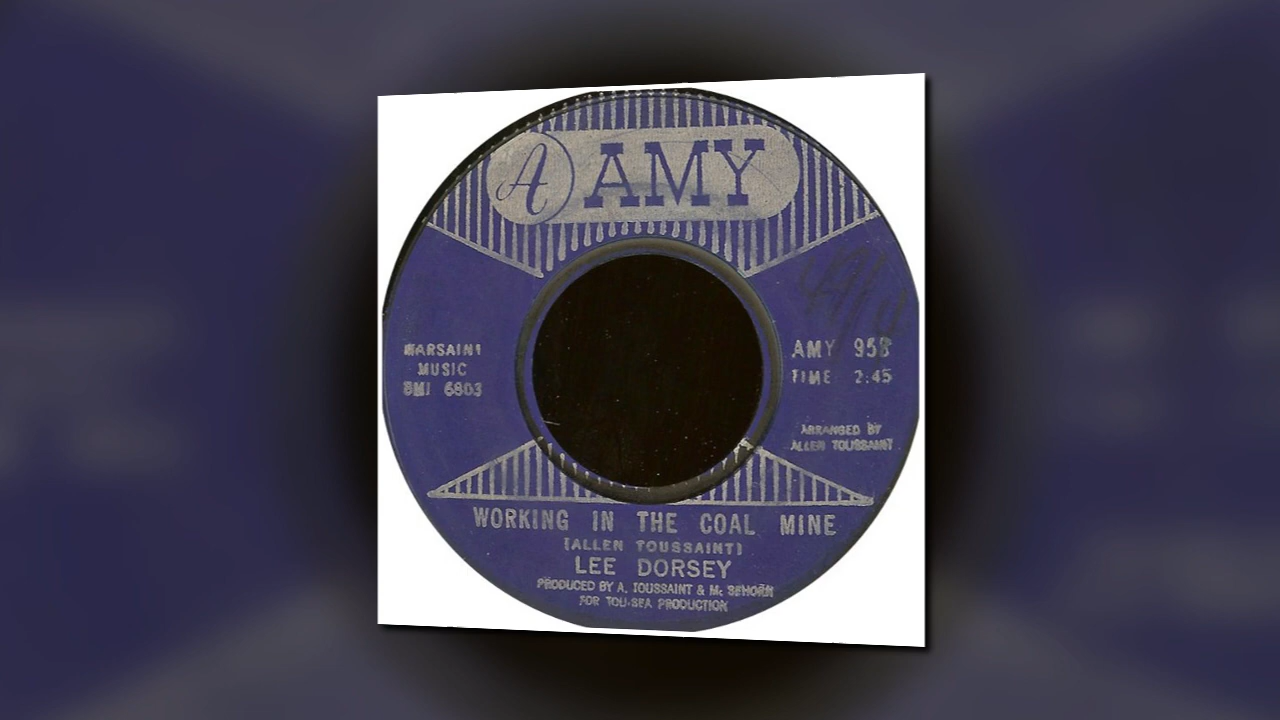 A AMY
MARSAINT
MUSIC
BMI 6803
AMY 958
TIME 2:45
ARRANGED BY
ALLEN TOUSSAINT
WORKING IN THE COAL MINE
(ALLEN TOUSSAINT)
LEE DORSEY
PRODUCED BY A. TOUSSAINT & M. SEHORN
FOR TOU-SEA PRODUCTION